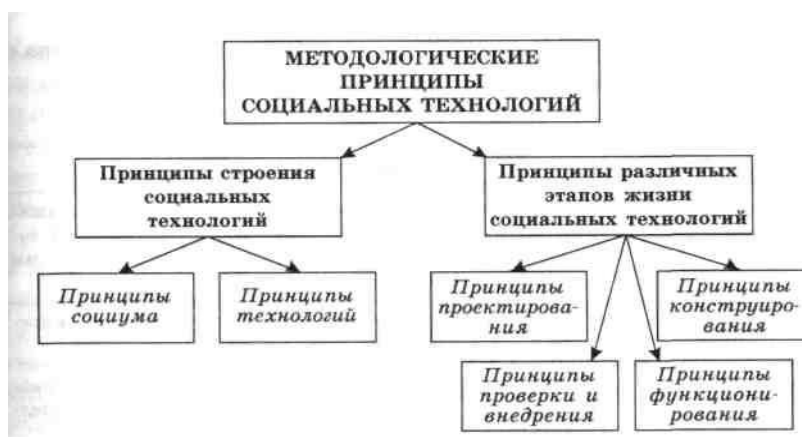 МЕТОДОЛОГИЧЕСКИЕ
ПРИНЦИПЫ
СОЦИАЛЬНЫХ ТЕХНОЛОГИЙ
Принципы строения
социальных
технологий
Принципы различных
этапов жизни
социальных технологий
Принципы
социума
Принципы
технологий
Принципы
проектирова-
ния
Принципы
конструиро-
вания
Принципы
проверки и
внедрения
Принципы
функциони-
рования